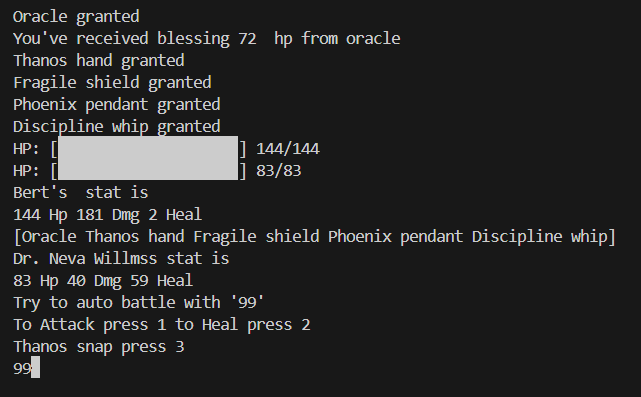 Oracle granted
You've received blessing 72  hp from oracle
Thanos hand granted
Fragile shield granted
Phoenix pendant granted
Discipline whip granted
HP: [██████████████████] 144/144
HP: [██████████████████] 83/83
Bert's  stat is
144 Hp 181 Dmg 2 Heal
[Oracle Thanos hand Fragile shield Phoenix pendant Discipline whip]
Dr. Neva Willmss stat is
83 Hp 40 Dmg 59 Heal
Try to auto battle with '99'
To Attack press 1 to Heal press 2
Thanos snap press 3
99